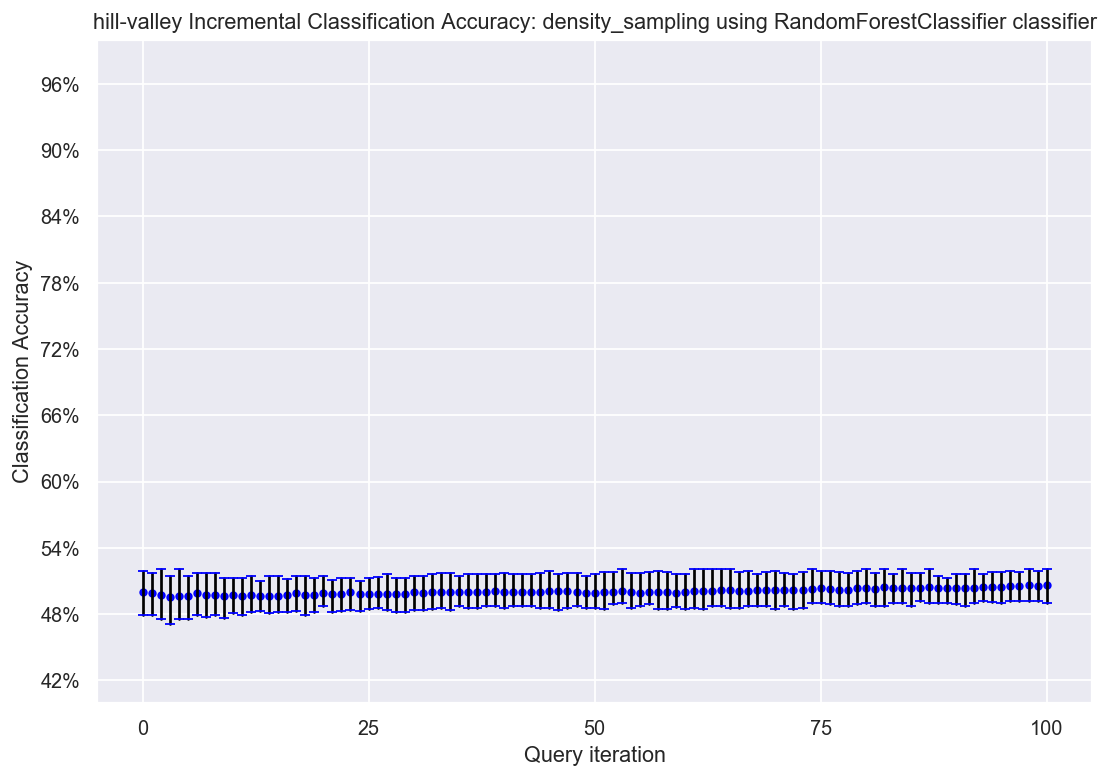 hill-valley Incremental Classification Accuracy: density_sampling using RandomForestClassifier classifier
96%
90%
84%
78%
72%
66%
60%
54%
48%
42%
Classification Accuracy
0 25 50 75 100
Query iteration